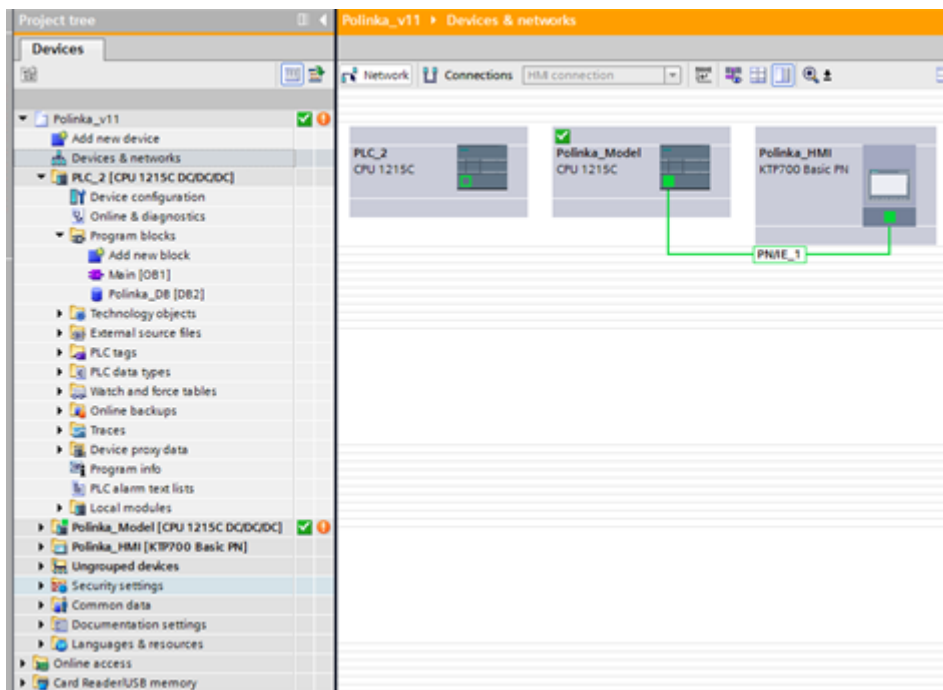 Project tree
Polinka_v11 ▸ Devices & networks
Devices
Network
Connections
HMI connection
Polinka_v11
Add new device
Devices & networks
PLC_2 [CPU 1215C DC/DC/DC]
Device configuration
Online & diagnostics
Program blocks
Add new block
Main [OB1]
Polinka_DB [DB2]
Technology objects
External source files
PLC tags
PLC data types
Watch and force tables
Online backups
Traces
Device proxy data
Program info
PLC alarm text lists
Local modules
Polinka_Model [CPU 1215C DC/DC/DC]
Polinka_HMI [KTP700 Basic PN]
Ungrouped devices
Security settings
Common data
Documentation settings
Languages & resources
Online access
Card Reader/USB memory
PLC_2
CPU 1215C
Polinka_Model
CPU 1215C
Polinka_HMI
KTP700 Basic PN
PN/IE_1